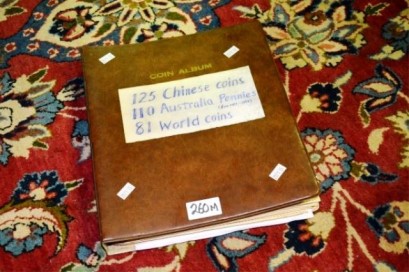 COIN ALBUM
125 Chinese coins
110 Australia Pennies
81 World coins
260M